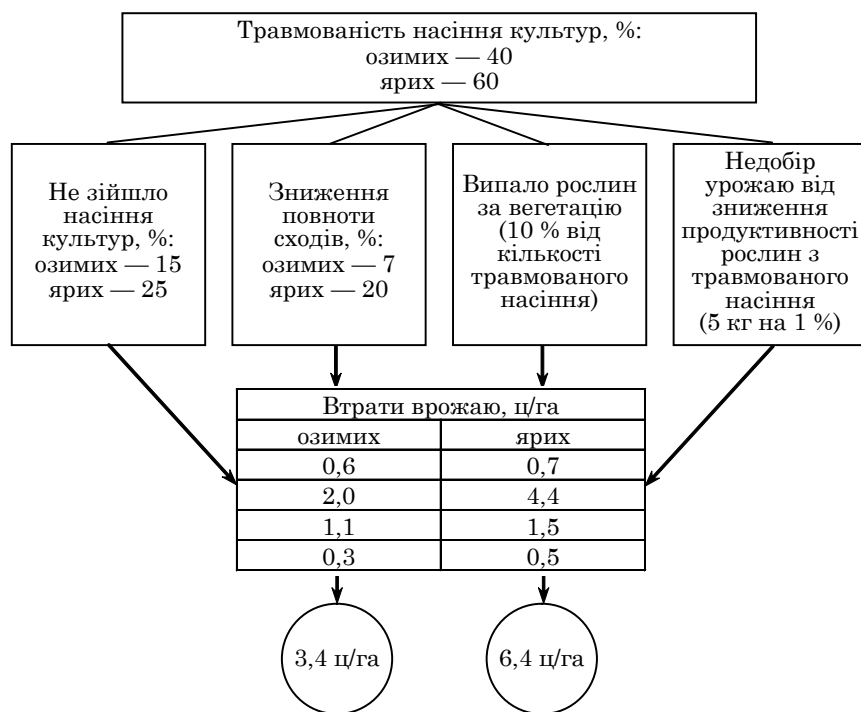 Травмованість насіння культур, %:
озимих — 40
ярих — 60
Не зійшло
насіння
культур, %:
озимих — 15
ярих — 25
Зниження
повноти
сходів, %:
озимих — 7
ярих — 20
Випало рослин
за вегетацію
(10 % від
кількості
травмованого
насіння)
Недобір
урожаю від
зниження
продуктивності
рослин з
травмованого
насіння
(5 кг на 1 %)
Втрати врожаю, ц/га
озимих ярих
0,6 0,7
2,0 4,4
1,1 1,5
0,3 0,5
3,4 ц/га 6,4 ц/га